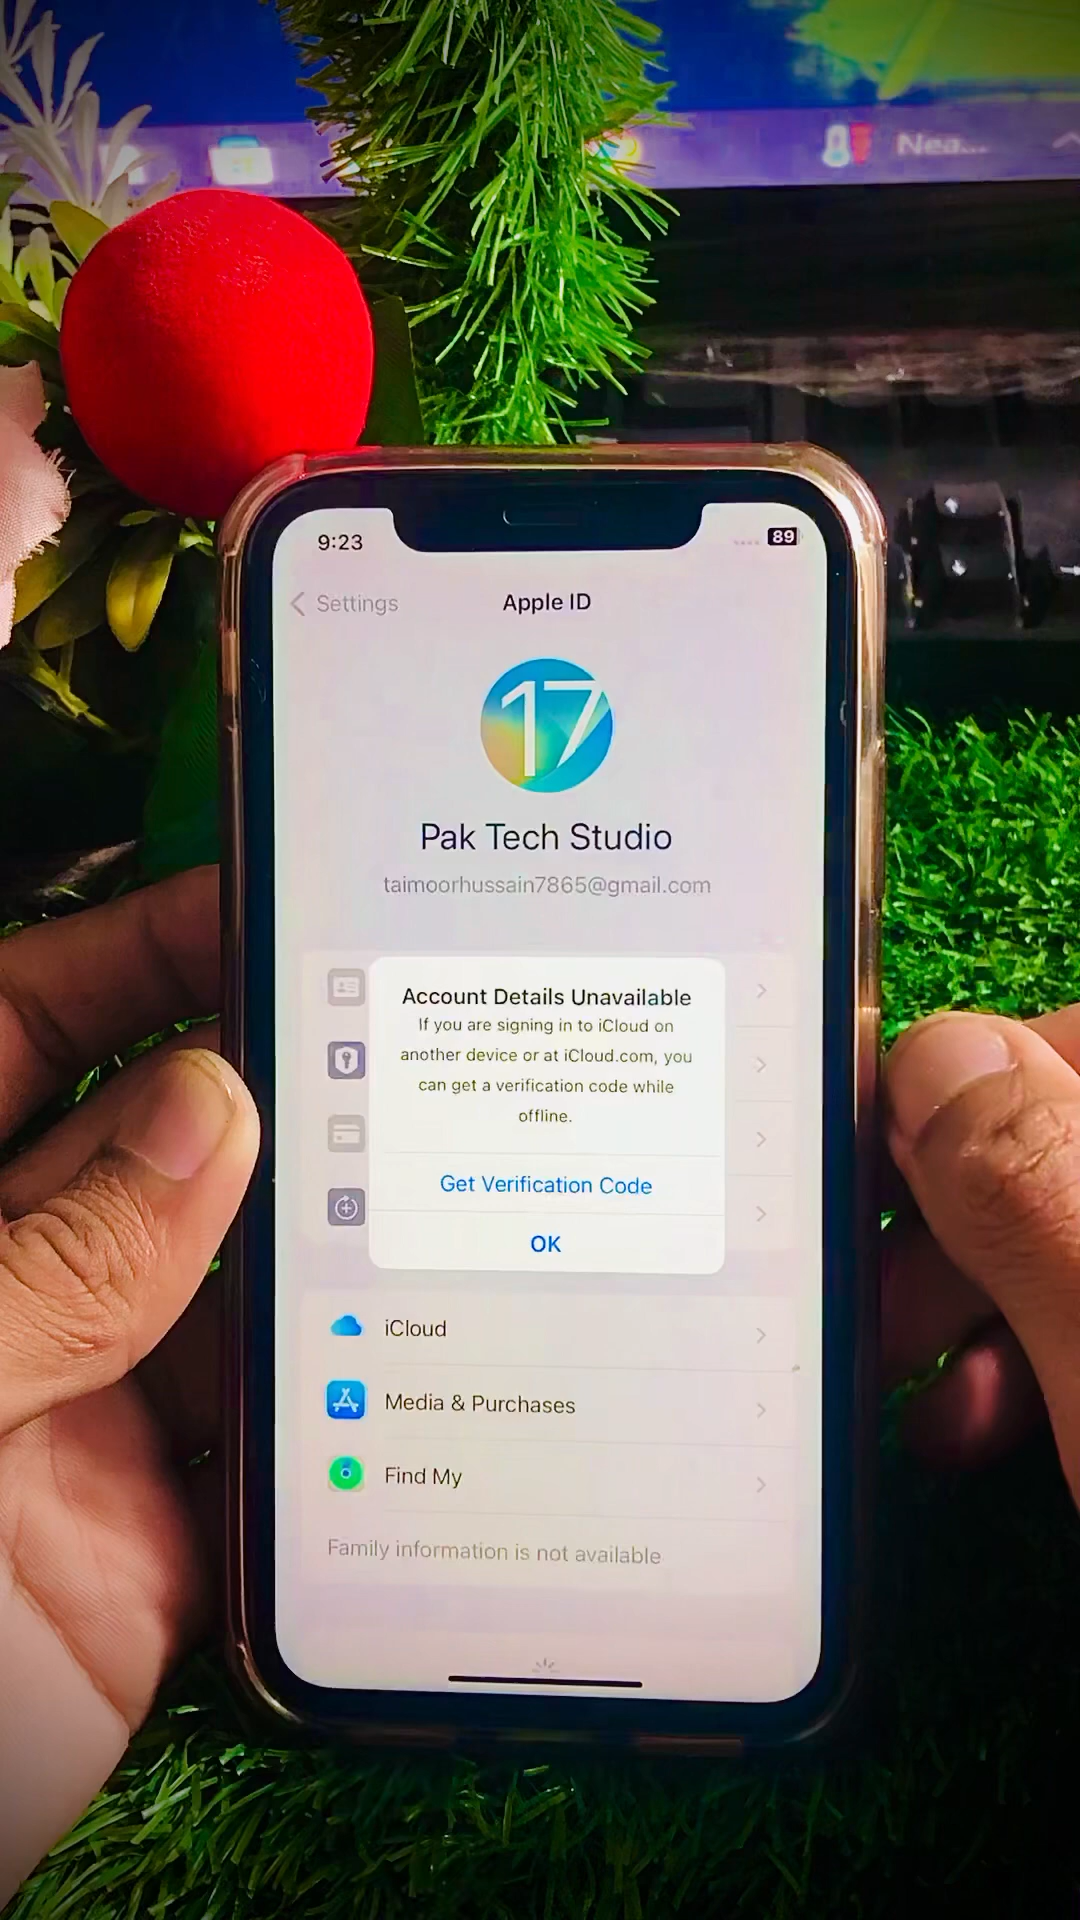 Nea...
9:23
89
Settings
Apple ID
17
Pak Tech Studio
taimoorhussain7865@gmail.com
Account Details Unavailable
If you are signing in to iCloud on
another device or at iCloud.com, you
can get a verification code while
offline.
Get Verification Code
OK
iCloud
Media & Purchases
Find My
Family information is not available